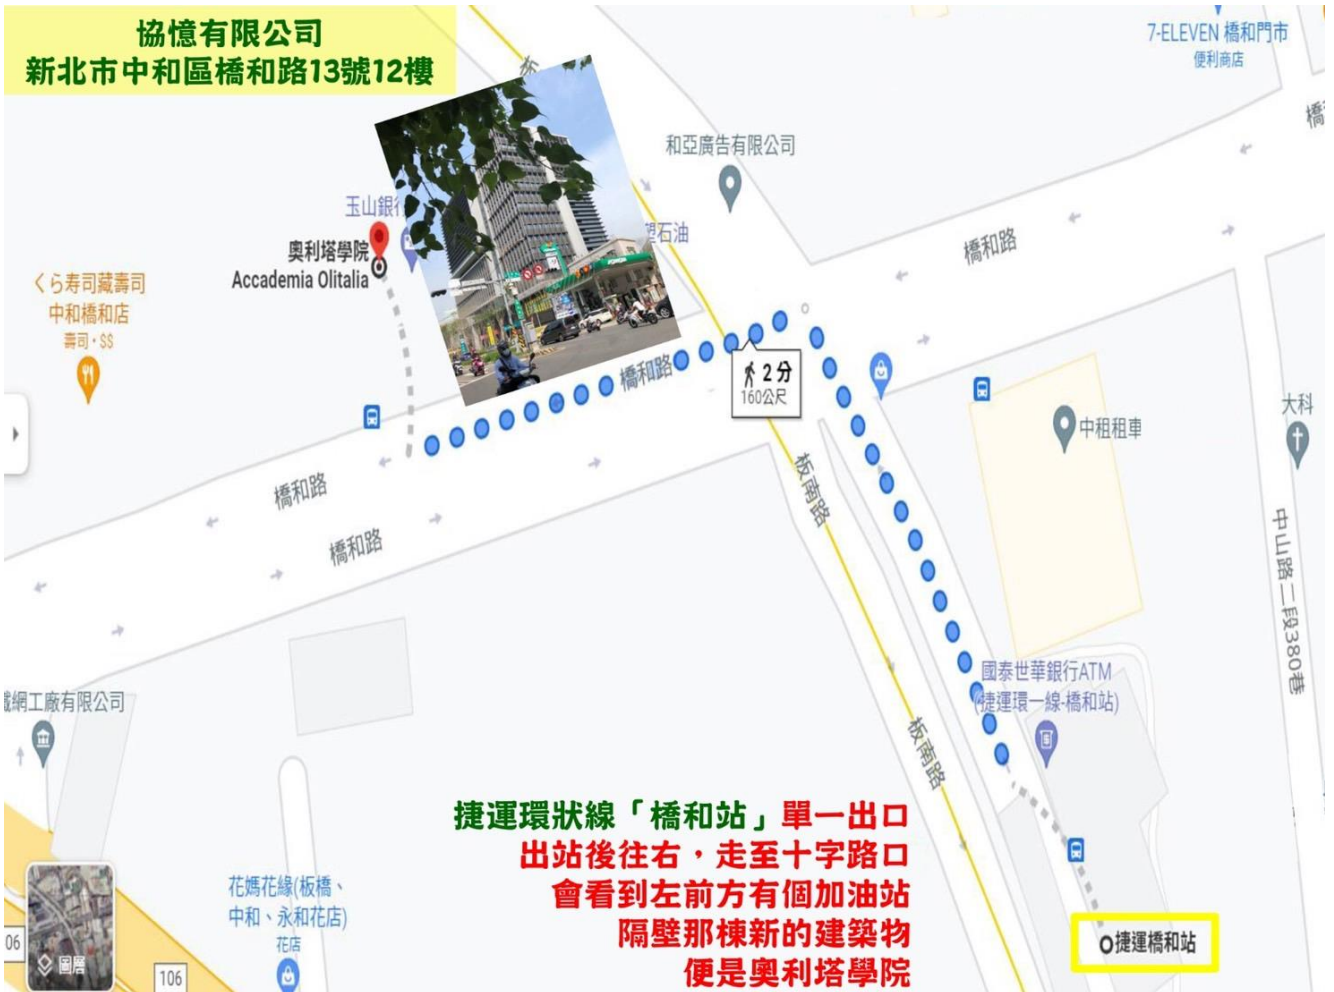 協憶有限公司
新北市中和區橋和路13號12樓
7-ELEVEN 橋和門市
便利商店
和亞廣告有限公司
玉山銀行
塑石油
奧利塔學院
Accademia Olitalia
くら寿司藏壽司
中和橋和店
壽司・$$
橋和路
橋和路
2 分
160公尺
中租租車
大科
橋和路
橋和路
板南路
中山路二段380巷
國泰世華銀行ATM
(捷運環一線-橋和站)
網工廠有限公司
板南路
捷運環狀線「橋和站」單一出口
出站後往右，走至十字路口
會看到左前方有個加油站
隔壁那棟新的建築物
便是奧利塔學院
花媽花緣(板橋、
中和、永和花店)
花店
捷運橋和站
圖層
06
106